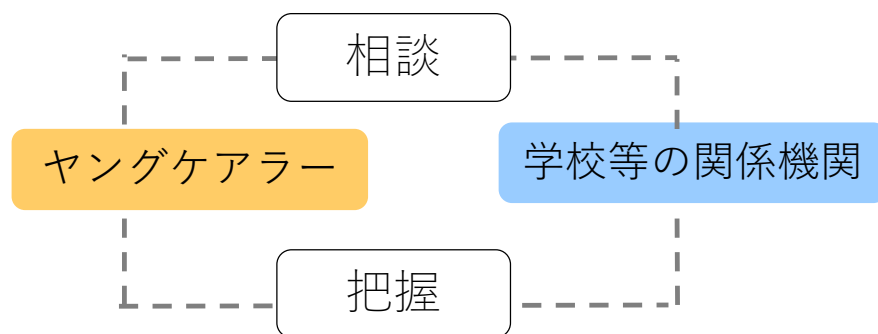 相談
ヤングケアラー
学校等の関係機関
把握